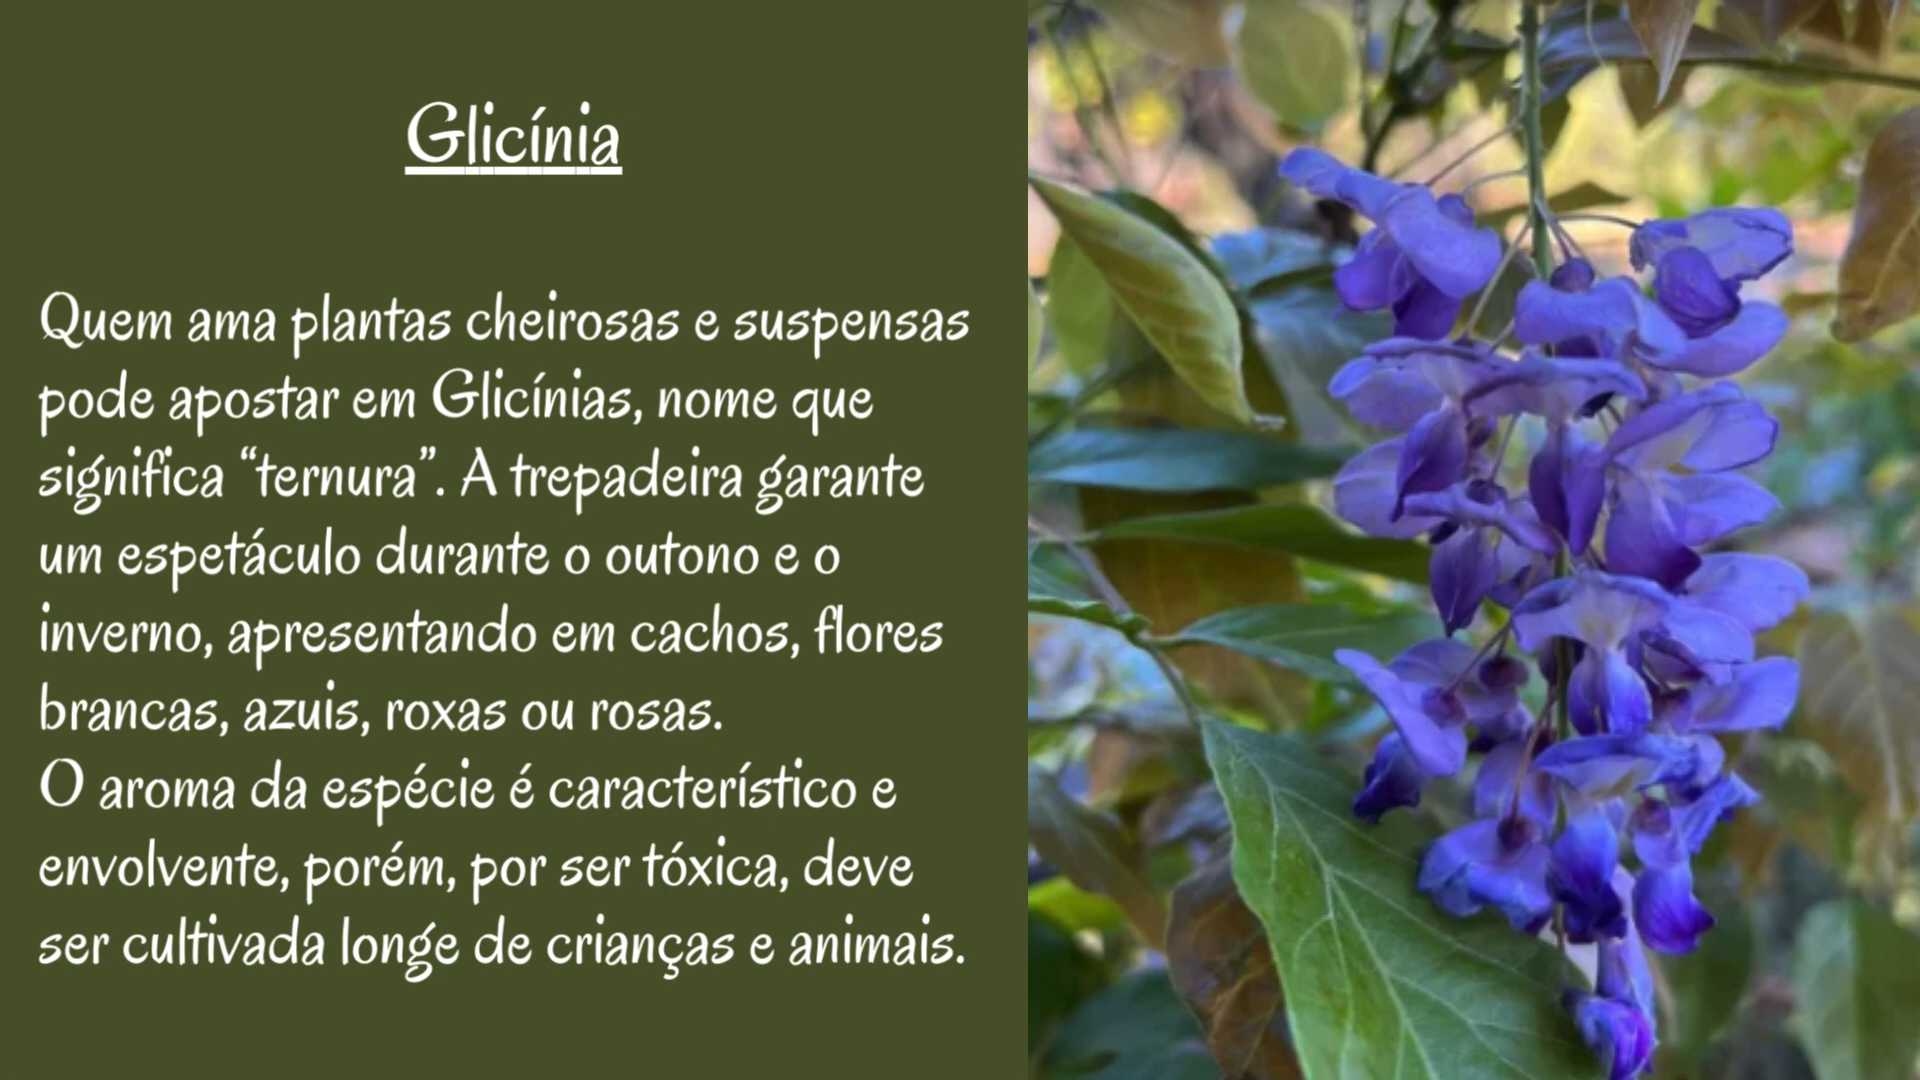 Glicínia
Quem ama plantas cheirosas e suspensas
pode apostar em Glicínias, nome que
significa “ternura”. A trepadeira garante
um espetáculo durante o outono e o
inverno, apresentando em cachos, flores
brancas, azuis, roxas ou rosas.
O aroma da espécie é característico e
envolvente, porém, por ser tóxica, deve
ser cultivada longe de crianças e animais.